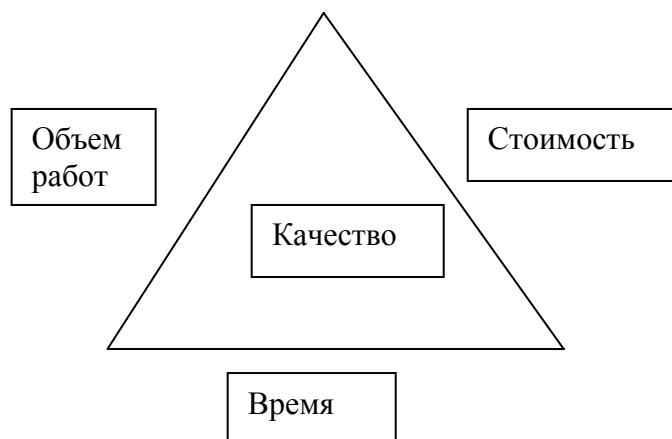 Объем
работ
Стоимость
Качество
Время